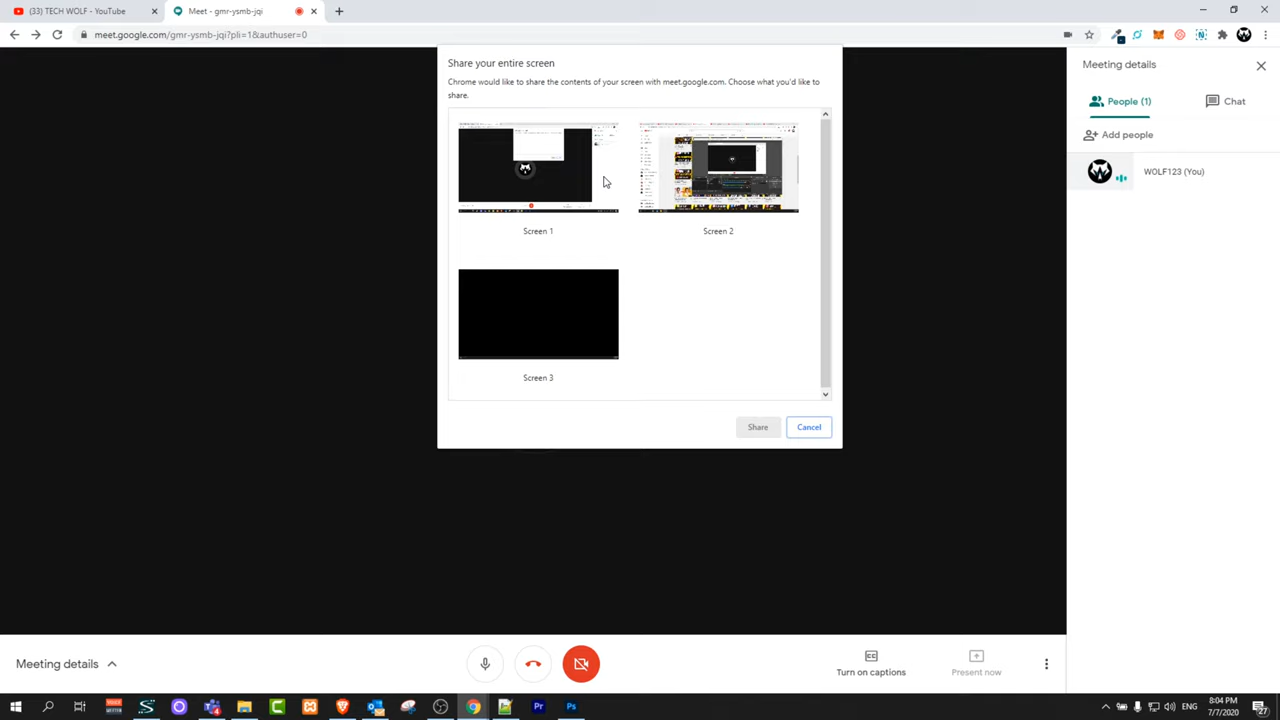 (33) TECH WOLF - YouTube
Meet - gmr-ysmb-jqi
meet.google.com/gmr-ysmb-jqi?pli=1&authuser=0
Share your entire screen
Chrome would like to share the contents of your screen with meet.google.com. Choose what you'd like to
share.
Screen 1
Screen 2
Screen 3
Share
Cancel
Meeting details
People (1)
Chat
Add people
WOLF123 (You)
Meeting details
Turn on captions
Present now
ENG
8:04 PM
7/7/2020
27